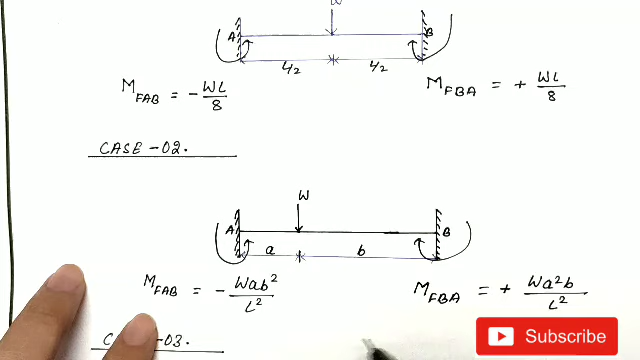 W
A B
L/2 L/2
M_FAB = - WL/8 M_FBA = + WL/8
CASE-02.
W
A B
a b
M_FAB = - Wab²/L² M_FBA = + Wa²b/L²
-03.
Subscribe